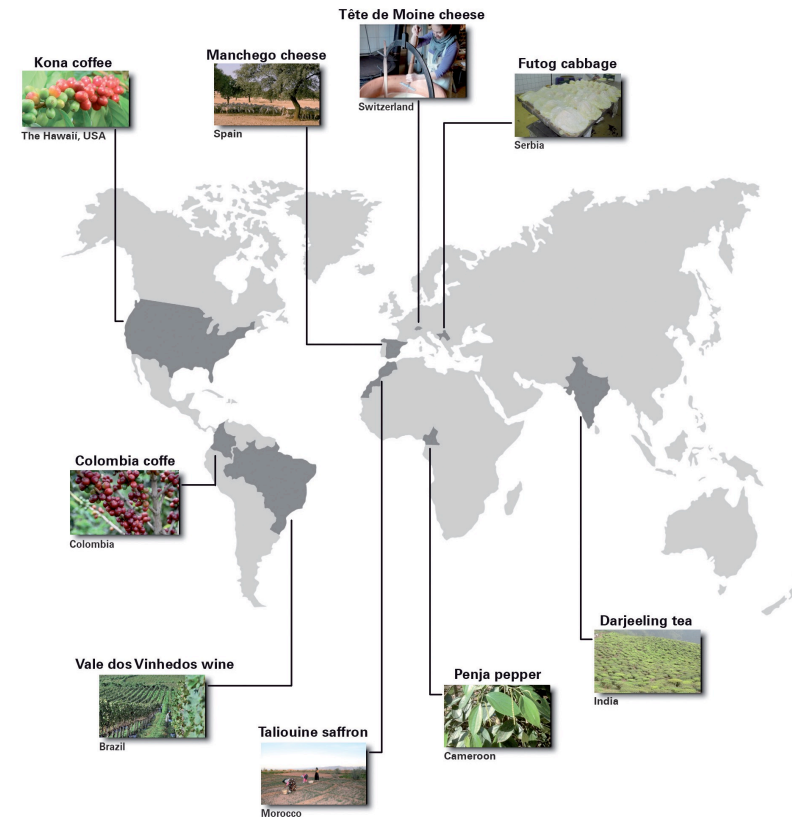 Tête de Moine cheese
Switzerland
Kona coffee
The Hawaií, USA
Manchego cheese
Spain
Futog cabbage
Serbia
Colombia coffe
Colombia
Vale dos Vinhedos wine
Brazil
Taliouine saffron
Morocco
Penja pepper
Cameroon
Darjeeling tea
India